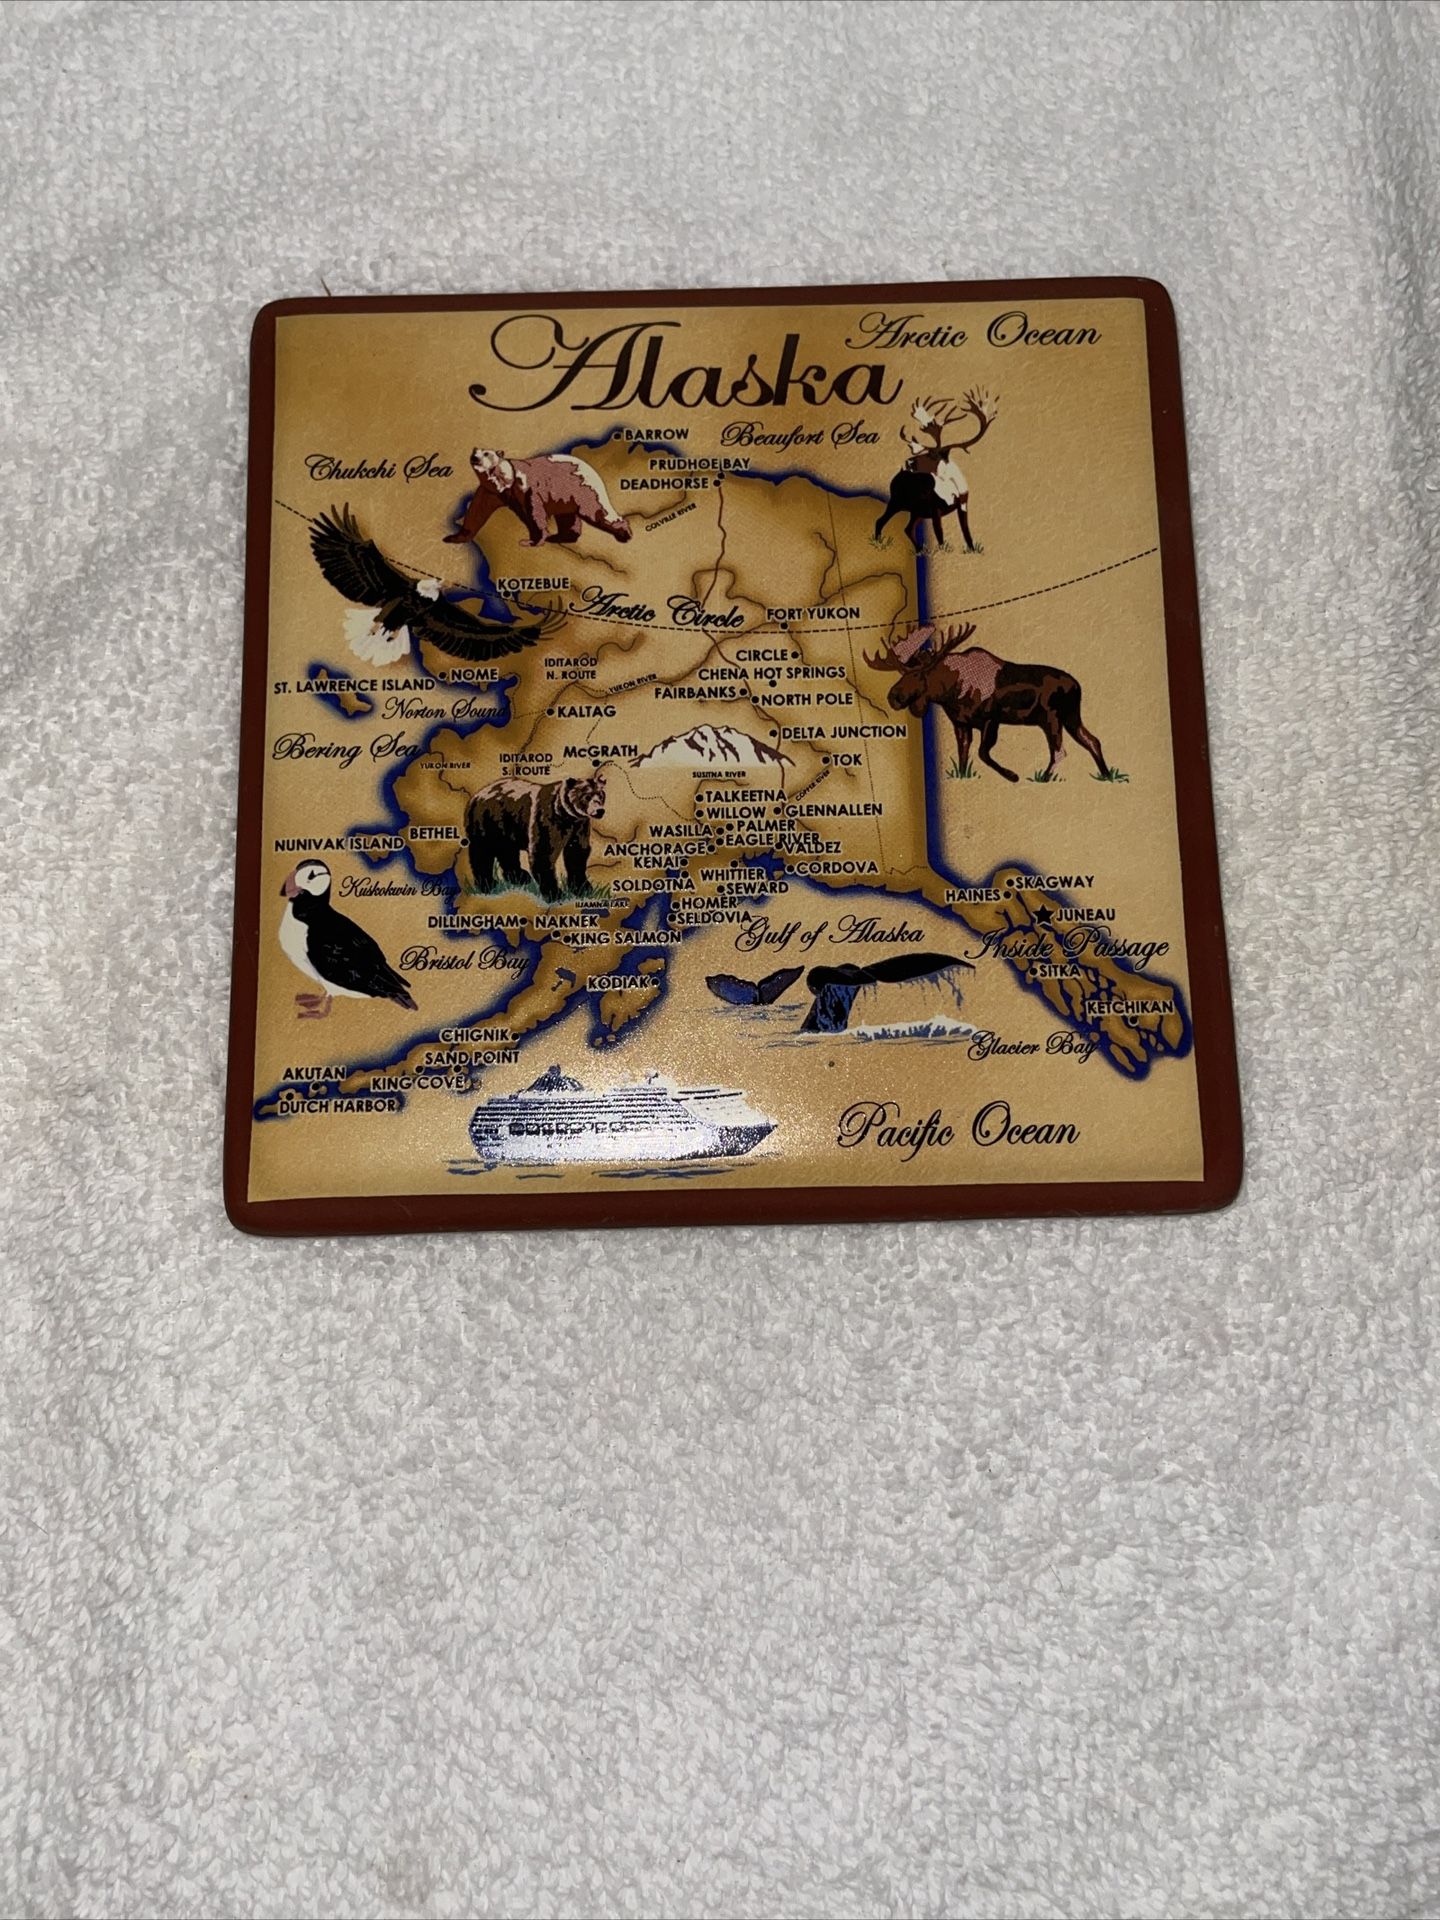 Alaska
Arctic Ocean
BARROW
Beaufort Sea
Chukchi Sea
PRUDHOE BAY
DEADHORSE
COLVILLE RIVER
KOTZEBUE
Arctic Circle
FORT YUKON
CIRCLE
CHENA HOT SPRINGS
IDITAROD
N. ROUTE
NOME
ST. LAWRENCE ISLAND
YUKON RIVER
FAIRBANKS
NORTH POLE
Norton Sound
KALTAG
DELTA JUNCTION
Bering Sea
YUKON RIVER
IDITAROD
S. ROUTE
McGRATH
TOK
SUSITNA RIVER
COPPER RIVER
TALKEETNA
WILLOW
GLENNALLEN
WASILLA
PALMER
BETHEL
NUNIVAK ISLAND
ANCHORAGE
EAGLE RIVER
VALDEZ
KENAI
WHITTIER
CORDOVA
SOLDOTNA
SEWARD
Kuskokwin Bay
ILIAMNA LAKE
HOMER
SELDOVIA
HAINES
SKAGWAY
JUNEAU
DILLINGHAM
NAKNEK
KING SALMON
Gulf of Alaska
Inside Passage
Bristol Bay
KODIAK
SITKA
KETCHIKAN
CHIGNIK
Glacier Bay
SAND POINT
AKUTAN
KING COVE
DUTCH HARBOR
Pacific Ocean